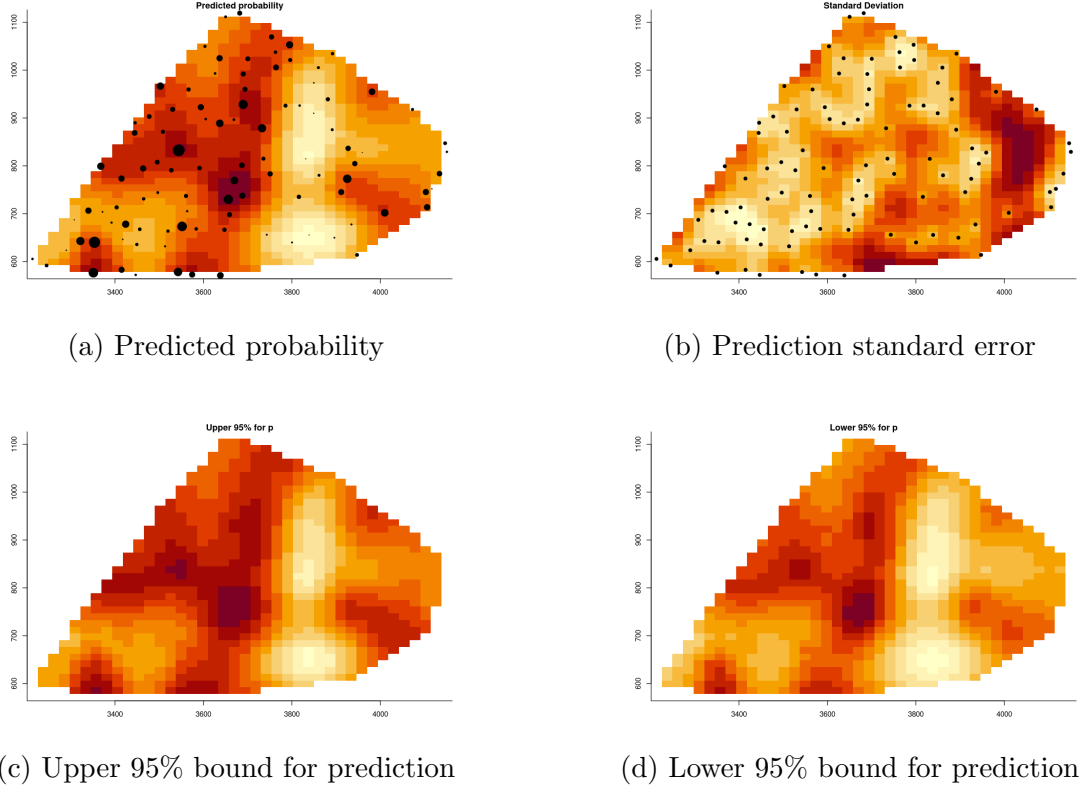 Predicted probability
600 700 800 900 1000 1100
3400 3600 3800 4000
(a) Predicted probability
Standard Deviation
600 700 800 900 1000 1100
3400 3600 3800 4000
(b) Prediction standard error
Upper 95% for p
600 700 800 900 1000 1100
3400 3600 3800 4000
(c) Upper 95% bound for prediction
Lower 95% for p
600 700 800 900 1000 1100
3400 3600 3800 4000
(d) Lower 95% bound for prediction